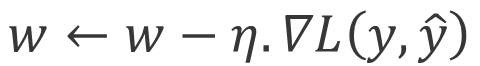 w ← w − η. ∇L(y, ŷ)